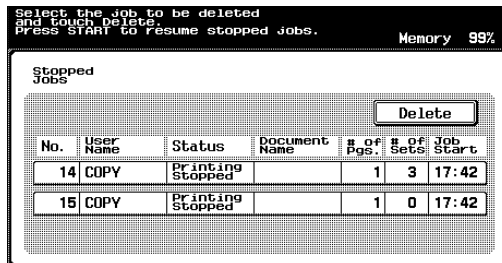 Select the job to be deleted
and touch Delete.
Press START to resume stopped jobs.
Memory 99%
Stopped
Jobs
Delete
No. User Name Status Document Name # of Pgs. # of Sets Job Start
14 COPY Printing Stopped 1 3 17:42
15 COPY Printing Stopped 1 0 17:42